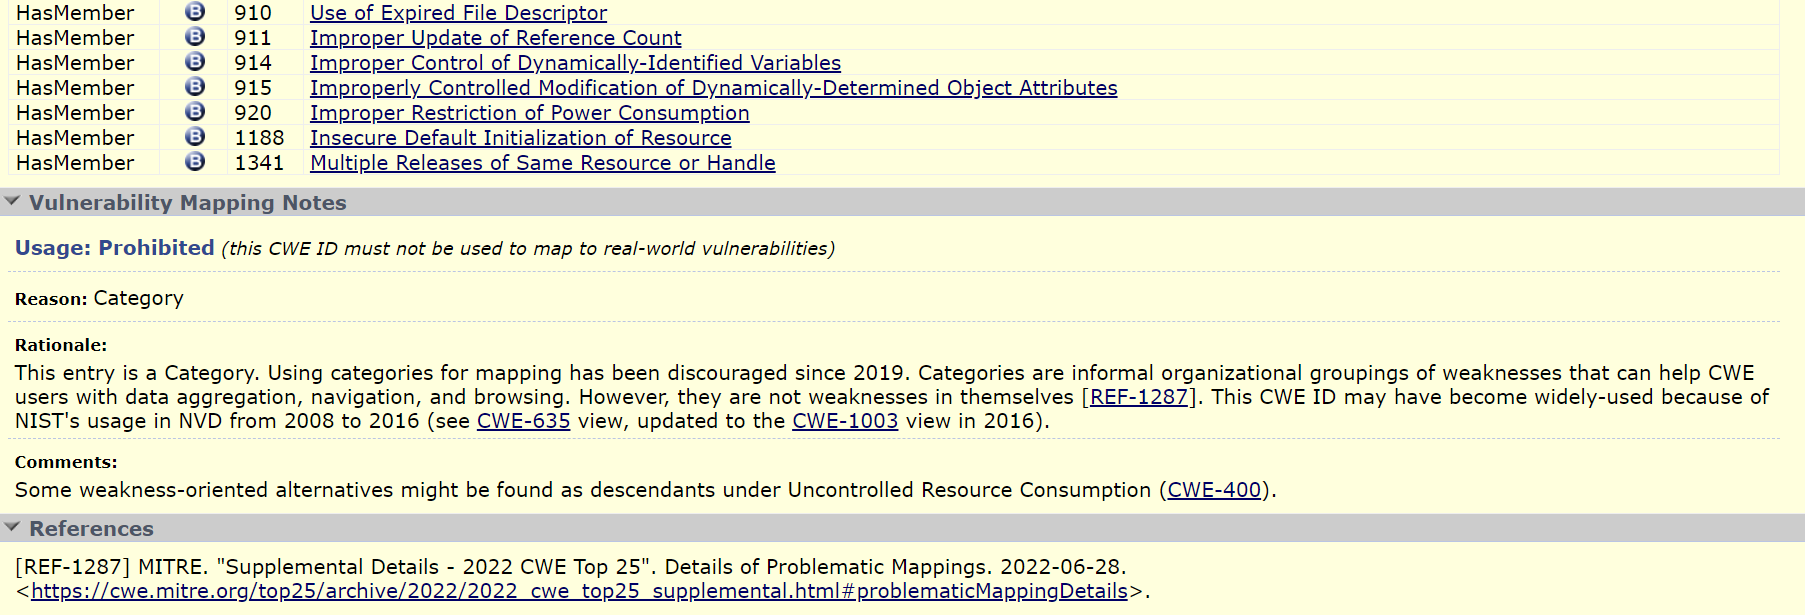 HasMember B 910 Use of Expired File Descriptor
HasMember B 911 Improper Update of Reference Count
HasMember B 914 Improper Control of Dynamically-Identified Variables
HasMember B 915 Improperly Controlled Modification of Dynamically-Determined Object Attributes
HasMember B 920 Improper Restriction of Power Consumption
HasMember B 1188 Insecure Default Initialization of Resource
HasMember B 1341 Multiple Releases of Same Resource or Handle
Vulnerability Mapping Notes
Usage: Prohibited (this CWE ID must not be used to map to real-world vulnerabilities)
Reason: Category
Rationale:
This entry is a Category. Using categories for mapping has been discouraged since 2019. Categories are informal organizational groupings of weaknesses that can help CWE
users with data aggregation, navigation, and browsing. However, they are not weaknesses in themselves [REF-1287]. This CWE ID may have become widely-used because of
NIST's usage in NVD from 2008 to 2016 (see CWE-635 view, updated to the CWE-1003 view in 2016).
Comments:
Some weakness-oriented alternatives might be found as descendants under Uncontrolled Resource Consumption (CWE-400).
References
[REF-1287] MITRE. "Supplemental Details - 2022 CWE Top 25". Details of Problematic Mappings. 2022-06-28.
<https://cwe.mitre.org/top25/archive/2022/2022_cwe_top25_supplemental.html#problematicMappingDetails>.